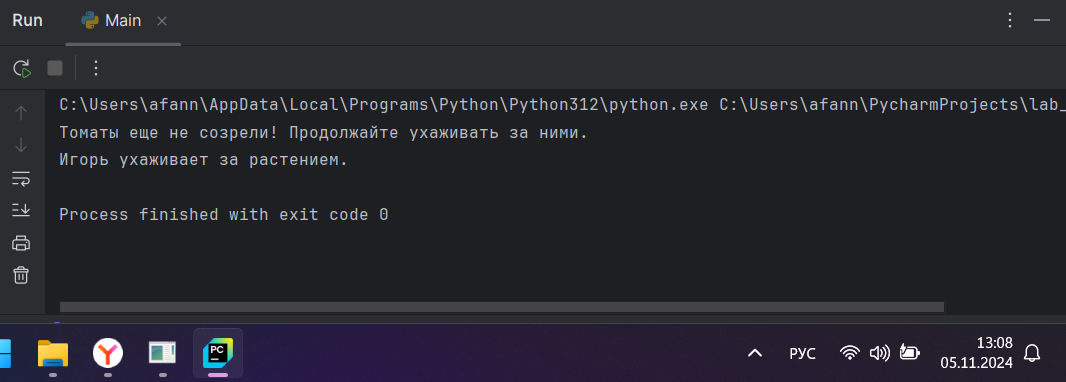 Run Main
C:\Users\afann\AppData\Local\Programs\Python\Python312\python.exe C:\Users\afann\PycharmProjects\lab_
Томаты еще не созрели! Продолжайте ухаживать за ними.
Игорь ухаживает за растением.
Process finished with exit code 0
PC
РУС
13:08
05.11.2024